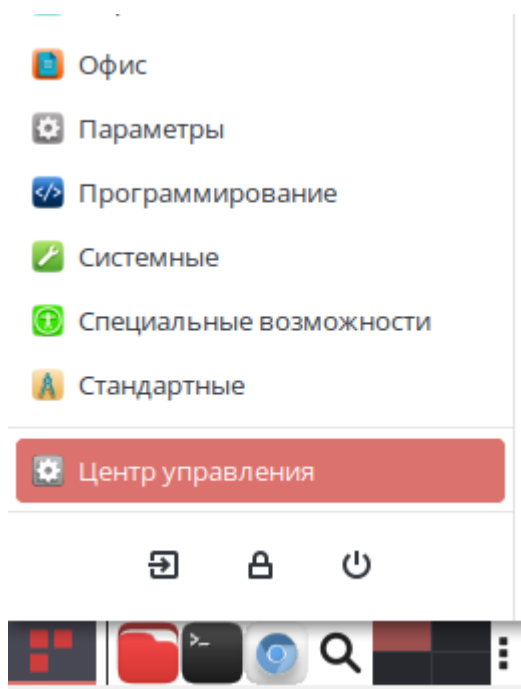 Офис
Параметры
Программирование
Системные
Специальные возможности
Стандартные
Центр управления